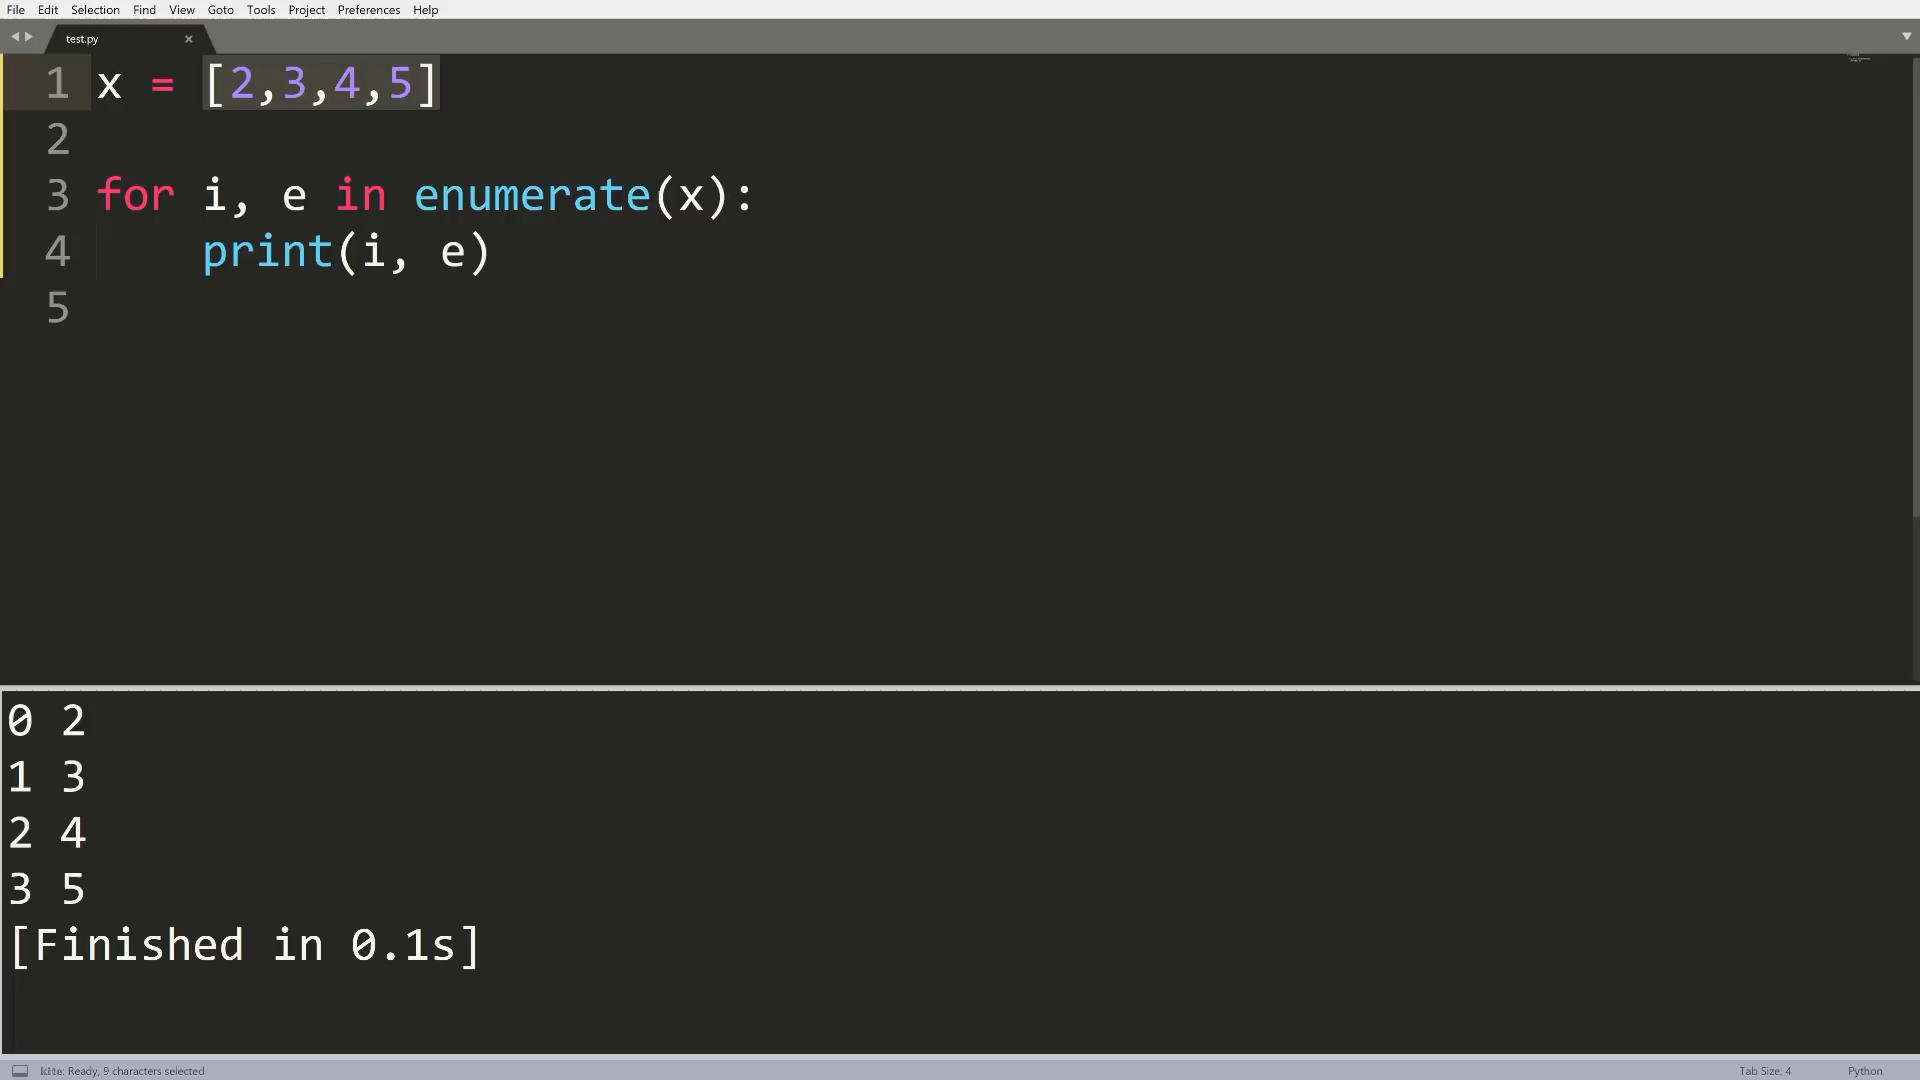 File Edit Selection Find View Goto Tools Project Preferences Help
test.py ×
1 x = [2,3,4,5]
2
3 for i, e in enumerate(x):
4     print(i, e)
5
0 2
1 3
2 4
3 5
[Finished in 0.1s]
kite: Ready, 9 characters selected Tab Size: 4 Python